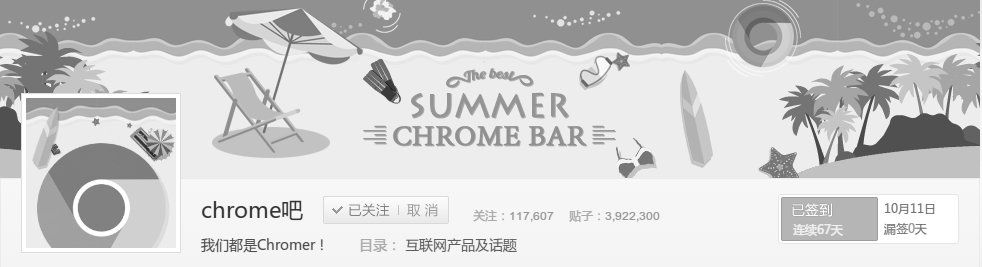 The best
SUMMER
CHROME BAR
chrome吧
已关注 | 取 消
关注：117,607 贴子：3,922,300
我们都是Chromer！ 目录： 互联网产品及话题
已签到
连续67天
10月11日
漏签0天